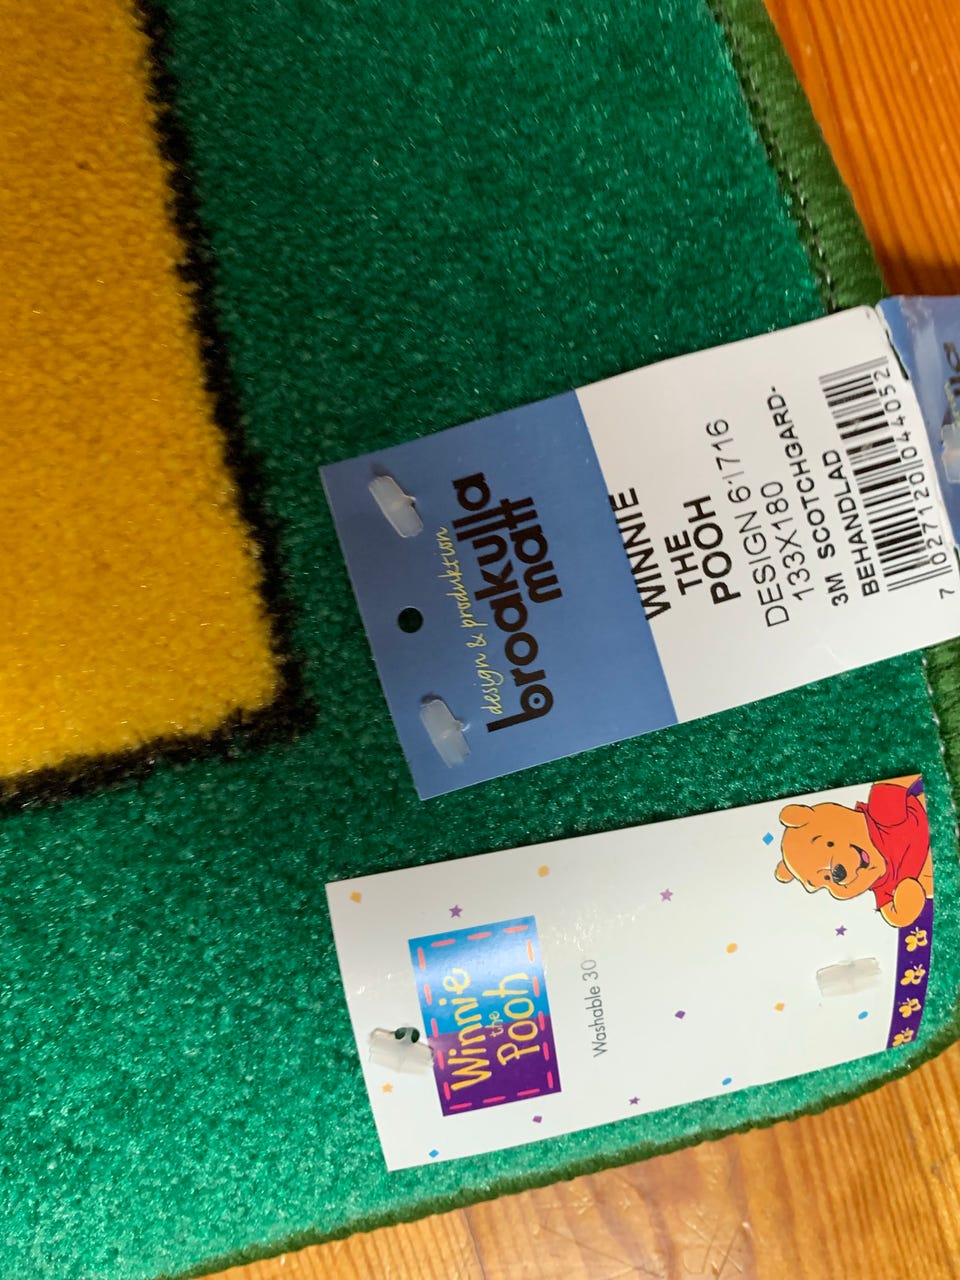 design & produktion
broakulla
matt
WINNIE
THE
POOH
DESIGN 61716
133X180
3M SCOTCHGARD-
BEHANDLAD
7 027120 044052
Winnie
the
Pooh
Washable 30